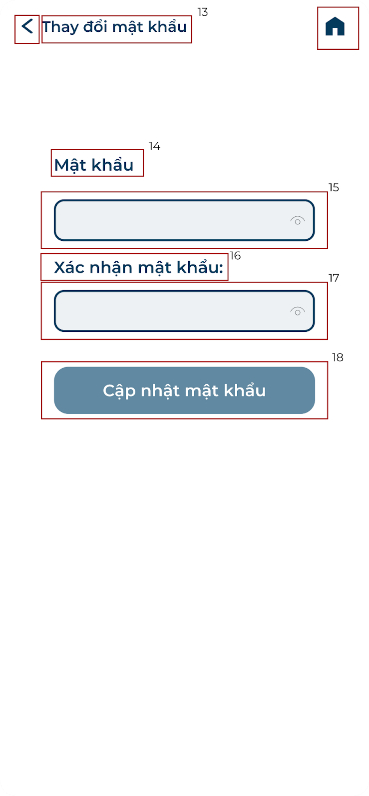 13
Thay đổi mật khẩu
14
Mật khẩu
15
16
Xác nhận mật khẩu:
17
18
Cập nhật mật khẩu